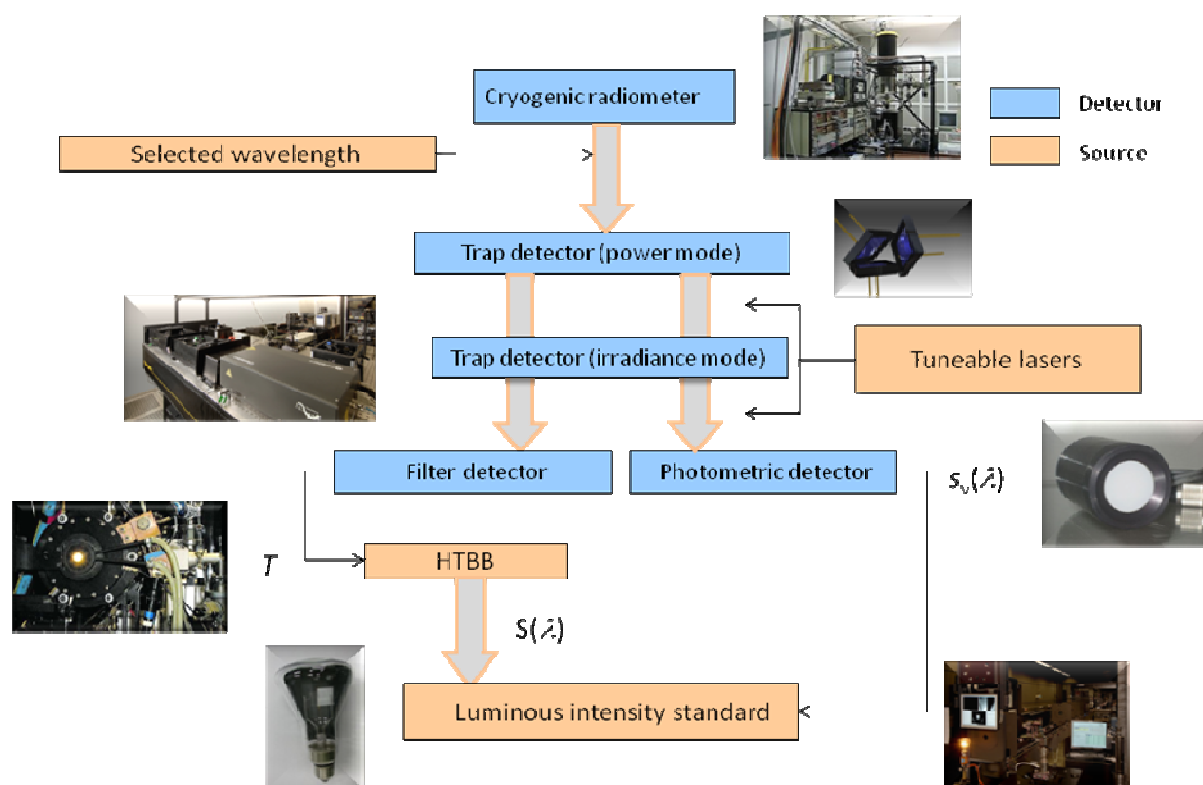 Cryogenic radiometer
Detector
Selected wavelength
Source
Trap detector (power mode)
Trap detector (irradiance mode)
Tuneable lasers
Filter detector
Photometric detector
sᵥ(λ)
T
HTBB
S(λ)
Luminous intensity standard